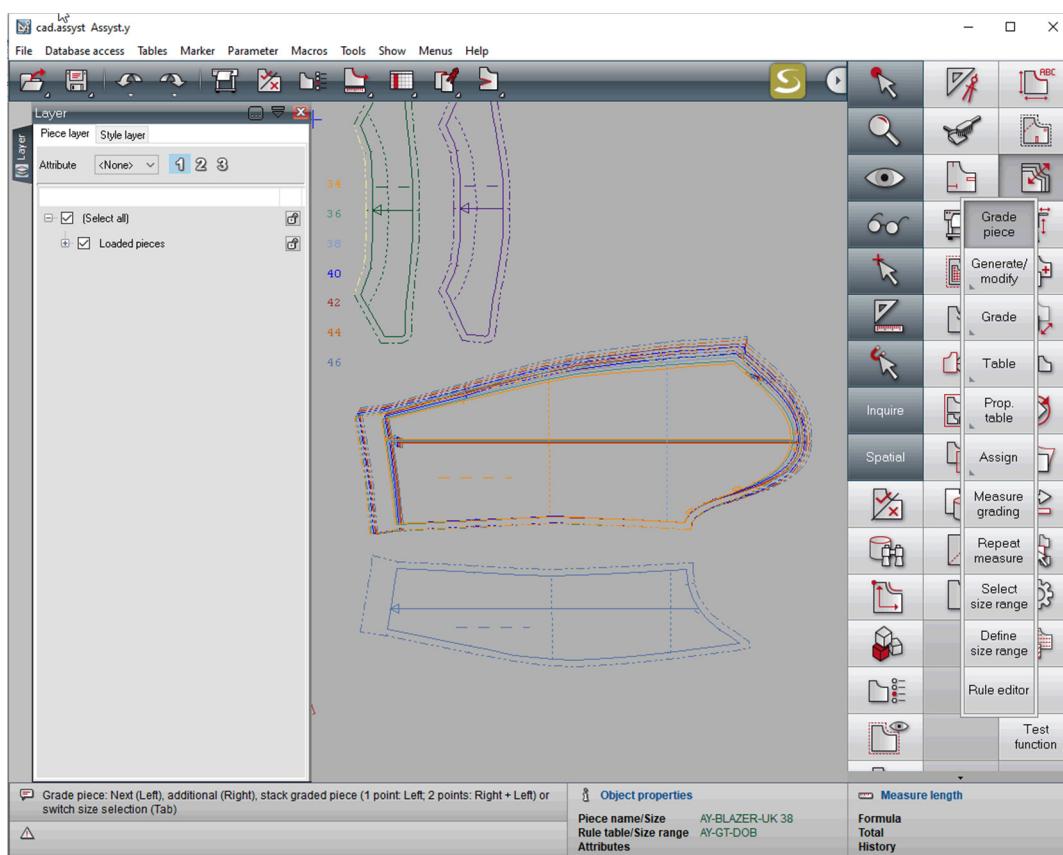 cad.assyst Assyst.y
File Database access Tables Marker Parameter Macros Tools Show Menus Help
Layer
Layer
Piece layer Style layer
Attribute <None> 1 2 3
(Select all)
Loaded pieces
34
36
38
40
42
44
46
S
ABC
Inquire
Spatial
Grade
piece
Generate/
modify
Grade
Table
Prop.
table
Assign
Measure
grading
Repeat
measure
Select
size range
Define
size range
Rule editor
Test
function
Grade piece: Next (Left), additional (Right), stack graded piece (1 point: Left; 2 points: Right + Left) or
switch size selection (Tab)
Object properties
Piece name/Size AY-BLAZER-UK 38
Rule table/Size range AY-GT-DOB
Attributes
Measure length
Formula
Total
History